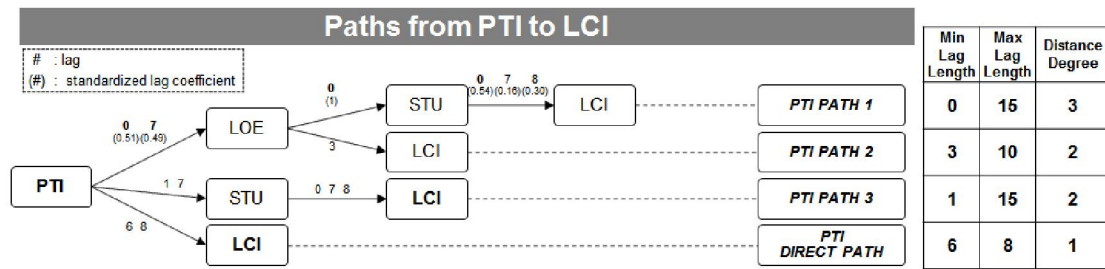 Paths from PTI to LCI
# : lag
(#) : standardized lag coefficient
Min Lag Length
Max Lag Length
Distance Degree
0 7
(0.51)(0.49)
LOE
0
(1)
STU
0 7 8
(0.54)(0.16)(0.30)
LCI
PTI PATH 1
0 15 3
3
LCI
PTI PATH 2
3 10 2
PTI
1 7
STU
0 7 8
LCI
PTI PATH 3
1 15 2
6 8
LCI
PTI
DIRECT PATH
6 8 1